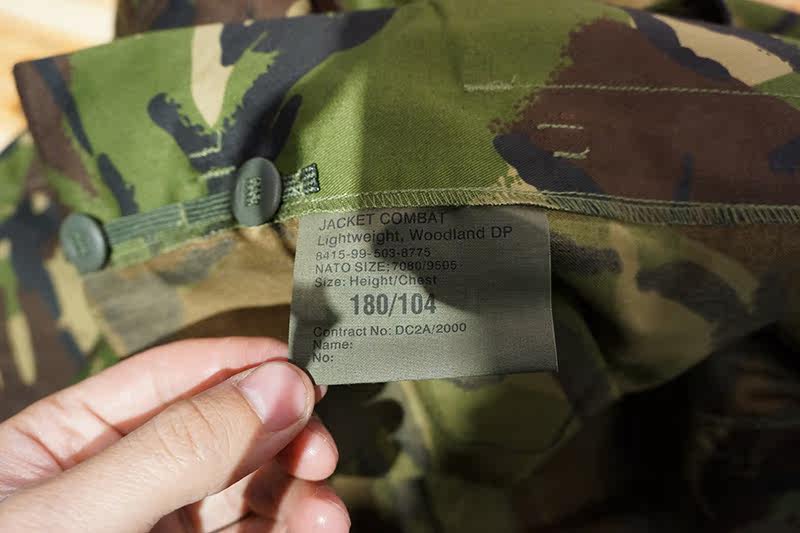 JACKET COMBAT
Lightweight, Woodland DP
8415-99-503-8775
NATO SIZE: 7080/9505
Size: Height/Chest
180/104
Contract No: DC2A/2000
Name:
No: